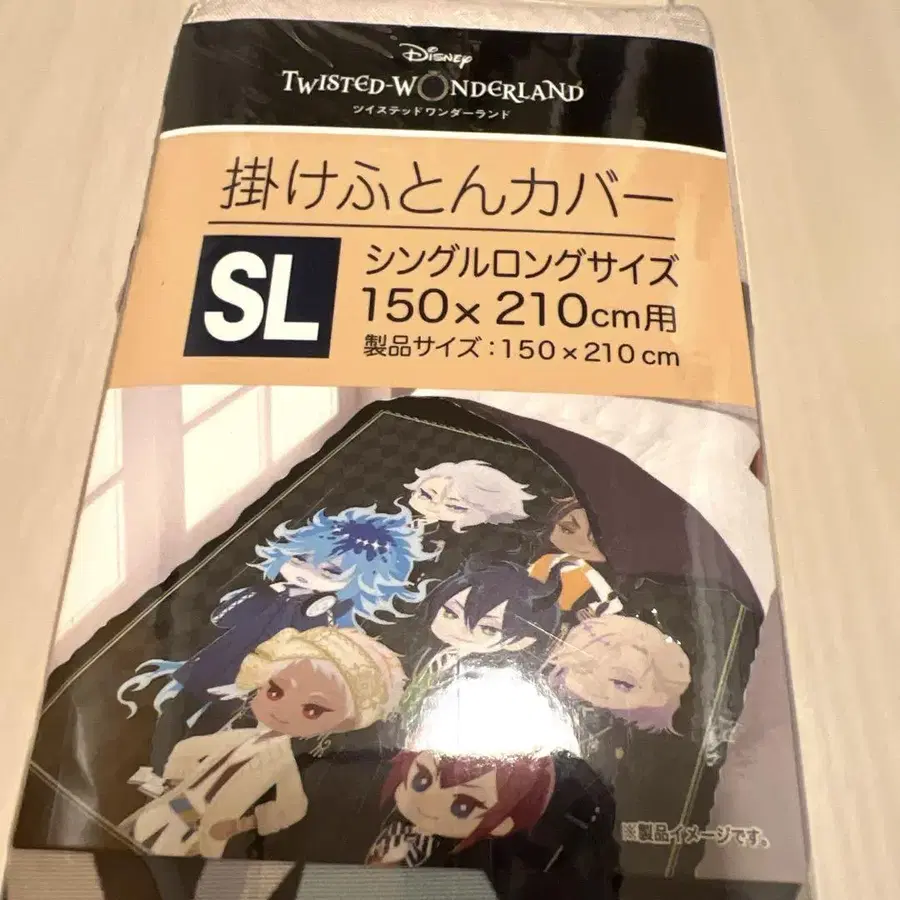 Disney
TWISTED-WONDERLAND
ツイステッドワンダーランド
掛けふとんカバー
SL
シングルロングサイズ
150×210cm用
製品サイズ：150×210cm
※製品イメージです。